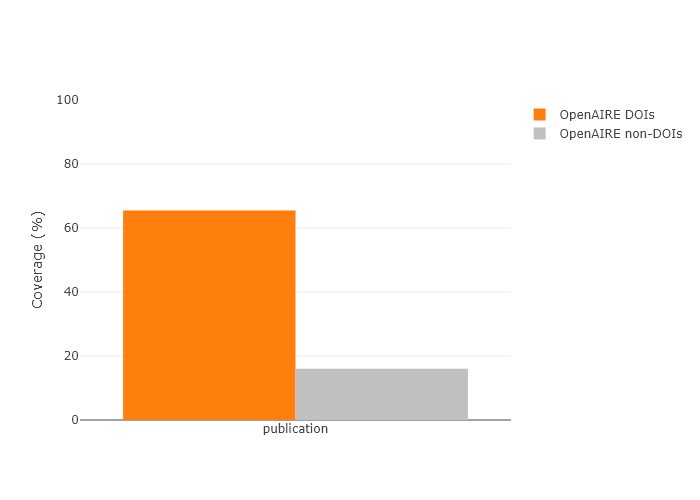 100
80
60
40
20
0
Coverage (%)
publication
OpenAIRE DOIs
OpenAIRE non-DOIs